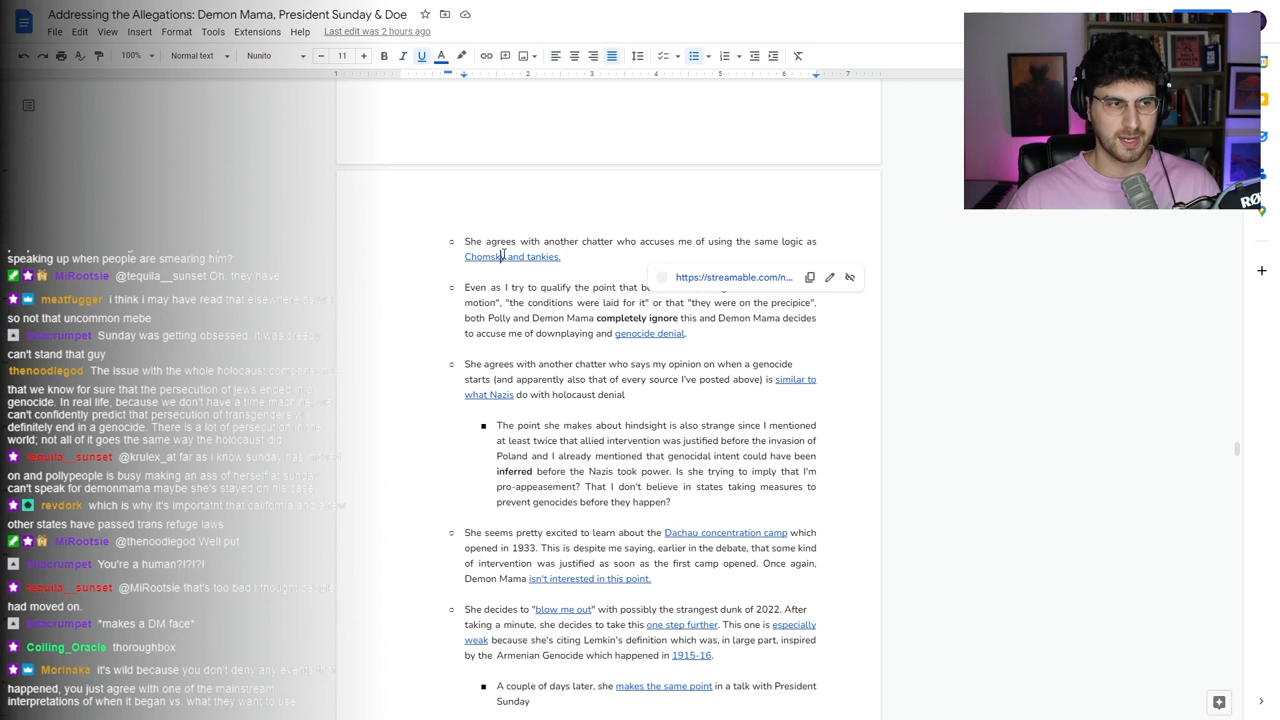 Addressing the Allegations: Demon Mama, President Sunday & Doe
File Edit View Insert Format Tools Extensions Help Last edit was 2 hours ago
100% Normal text Nunito 11
1 1 2 3 4 5 6 7
She agrees with another chatter who accuses me of using the same logic as
Chomsky and tankies.
https://streamable.com/n...
Even as I try to qualify the point that
motion", "the conditions were laid for it" or that "they were on the precipice",
both Polly and Demon Mama completely ignore this and Demon Mama decides
to accuse me of downplaying and genocide denial.
She agrees with another chatter who says my opinion on when a genocide
starts (and apparently also that of every source I've posted above) is similar to
what Nazis do with holocaust denial
The point she makes about hindsight is also strange since I mentioned
at least twice that allied intervention was justified before the invasion of
Poland and I already mentioned that genocidal intent could have been
inferred before the Nazis took power. Is she trying to imply that I'm
pro-appeasement? That I don't believe in states taking measures to
prevent genocides before they happen?
She seems pretty excited to learn about the Dachau concentration camp which
opened in 1933. This is despite me saying, earlier in the debate, that some kind
of intervention was justified as soon as the first camp opened. Once again,
Demon Mama isn't interested in this point.
She decides to "blow me out" with possibly the strangest dunk of 2022. After
taking a minute, she decides to take this one step further. This one is especially
weak because she's citing Lemkin's definition which was, in large part, inspired
by the Armenian Genocide which happened in 1915-16.
A couple of days later, she makes the same point in a talk with President
Sunday
speaking up when people are smearing him?
MiRootsie @tequila__sunset Oh, they have
meatfugger i think i may have read that elsewhere
so not that uncommon mebe
Sunday was getting obsessed. it was
can't stand that guy
thenoodlegod The issue with the whole holocaust
that we know for sure that the persecution of jews ended in
genocide. In real life, because we don't have a time machine
can't confidently predict that persecution of transgenders
definitely end in a genocide. There is a lot of persecution in the
world; not all of it goes the same way the holocaust did
tequila__sunset @krulex_at far as i know sunday has
on and pollypeople is busy making an ass of herself at
can't speak for demonmama maybe she's stayed on
revdork which is why it's importatnt that california and
other states have passed trans refuge laws
MiRootsie @thenoodlegod Well put
You're a human?!?!?!
tequila__sunset @MiRootsie that's too bad i thought
had moved on.
*makes a DM face*
Coiling_Oracle thoroughbox
Morinaka it's wild because you don't deny any events
happened, you just agree with one of the mainstream
interpretations of when it began vs. what they want to use
RØ